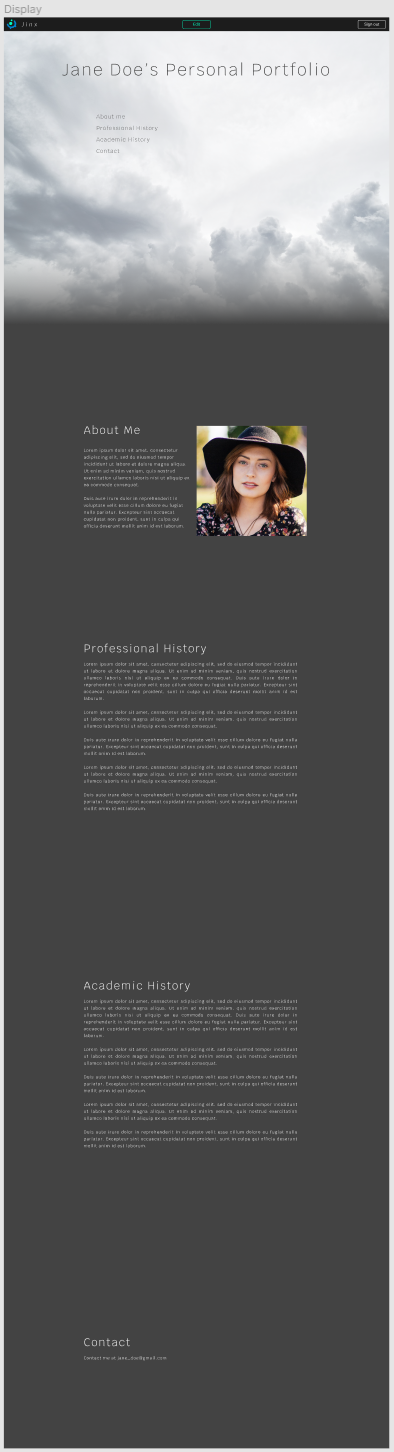 Display
Jinx
Edit
Sign out
Jane Doe's Personal Portfolio
About me
Professional History
Academic History
Contact
About Me
Lorem ipsum dolor sit amet, consectetur
adipiscing elit, sed do eiusmod tempor
incididunt ut labore et dolore magna aliqua.
Ut enim ad minim veniam, quis nostrud
exercitation ullamco laboris nisi ut aliquip ex
ea commodo consequat.
Duis aute irure dolor in reprehenderit in
voluptate velit esse cillum dolore eu fugiat
nulla pariatur. Excepteur sint occaecat
cupidatat non proident, sunt in culpa qui
officia deserunt mollit anim id est laborum.
Professional History
Lorem ipsum dolor sit amet, consectetur adipiscing elit, sed do eiusmod tempor incididunt
ut labore et dolore magna aliqua. Ut enim ad minim veniam, quis nostrud exercitation
ullamco laboris nisi ut aliquip ex ea commodo consequat. Duis aute irure dolor in
reprehenderit in voluptate velit esse cillum dolore eu fugiat nulla pariatur. Excepteur sint
occaecat cupidatat non proident, sunt in culpa qui officia deserunt mollit anim id est
laborum.
Lorem ipsum dolor sit amet, consectetur adipiscing elit, sed do eiusmod tempor incididunt
ut labore et dolore magna aliqua. Ut enim ad minim veniam, quis nostrud exercitation
ullamco laboris nisi ut aliquip ex ea commodo consequat.
Duis aute irure dolor in reprehenderit in voluptate velit esse cillum dolore eu fugiat nulla
pariatur. Excepteur sint occaecat cupidatat non proident, sunt in culpa qui officia deserunt
mollit anim id est laborum.
Lorem ipsum dolor sit amet, consectetur adipiscing elit, sed do eiusmod tempor incididunt
ut labore et dolore magna aliqua. Ut enim ad minim veniam, quis nostrud exercitation
ullamco laboris nisi ut aliquip ex ea commodo consequat.
Duis aute irure dolor in reprehenderit in voluptate velit esse cillum dolore eu fugiat nulla
pariatur. Excepteur sint occaecat cupidatat non proident, sunt in culpa qui officia deserunt
mollit anim id est laborum.
Academic History
Lorem ipsum dolor sit amet, consectetur adipiscing elit, sed do eiusmod tempor incididunt
ut labore et dolore magna aliqua. Ut enim ad minim veniam, quis nostrud exercitation
ullamco laboris nisi ut aliquip ex ea commodo consequat. Duis aute irure dolor in
reprehenderit in voluptate velit esse cillum dolore eu fugiat nulla pariatur. Excepteur sint
occaecat cupidatat non proident, sunt in culpa qui officia deserunt mollit anim id est
laborum.
Lorem ipsum dolor sit amet, consectetur adipiscing elit, sed do eiusmod tempor incididunt
ut labore et dolore magna aliqua. Ut enim ad minim veniam, quis nostrud exercitation
ullamco laboris nisi ut aliquip ex ea commodo consequat.
Duis aute irure dolor in reprehenderit in voluptate velit esse cillum dolore eu fugiat nulla
pariatur. Excepteur sint occaecat cupidatat non proident, sunt in culpa qui officia deserunt
mollit anim id est laborum.
Lorem ipsum dolor sit amet, consectetur adipiscing elit, sed do eiusmod tempor incididunt
ut labore et dolore magna aliqua. Ut enim ad minim veniam, quis nostrud exercitation
ullamco laboris nisi ut aliquip ex ea commodo consequat.
Duis aute irure dolor in reprehenderit in voluptate velit esse cillum dolore eu fugiat nulla
pariatur. Excepteur sint occaecat cupidatat non proident, sunt in culpa qui officia deserunt
mollit anim id est laborum.
Contact
Contact me at jane_doe@gmail.com